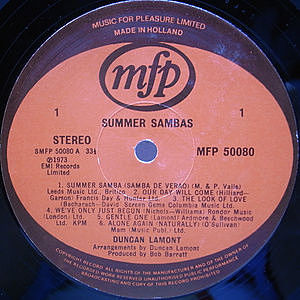 MUSIC FOR PLEASURE LIMITED
MADE IN HOLLAND
mfp
1 1
SUMMER SAMBAS
STEREO
SMFP 50080 A 33⅓ MFP 50080
Ⓟ1973
EMI Records
Limited
1. SUMMER SAMBA (SAMBA DE VERAO) (M. & P. Valle)
Leeds Music Ltd., Britico 2. OUR DAY WILL COME (Hilliard—
Garson) Francis Day & Hunter Ltd. 3. THE LOOK OF LOVE
(Bacharach—David) Screen Gems Columbia Music Ltd.
4. WE'VE ONLY JUST BEGUN (Nichols—Williams) Rondor Music
(London) Ltd. 5. GENTLE ONE (Lamont) Ardmore & Beechwood
Ltd. KPM 6. ALONE AGAIN (NATURALLY) (O'Sullivan)
Mam (Music Pub.) Ltd.
DUNCAN LAMONT
Arrangements by Duncan Lamont
Produced by Bob Barratt
COPYRIGHT RECORD ALL RIGHTS OF THE MANUFACTURER AND OF THE OWNER OF
THE RECORDED WORK RESERVED UNAUTHORISED PUBLIC PERFORMANCE
BROADCASTING AND COPYING OF THIS RECORD PROHIBITED